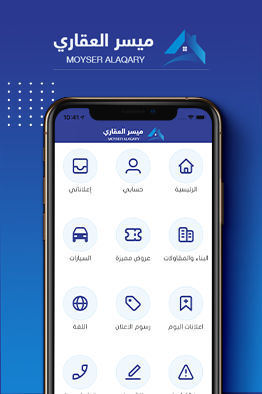 ميسر العقاري
MOYSER ALAQARY
10:41
ميسر العقاري
MOYSER ALAQARY
الرئيسية
حسابي
إعلاناتي
البناء والمقاولات
عروض مميزة
السيارات
اعلانات اليوم
رسوم الاعلان
اللغة